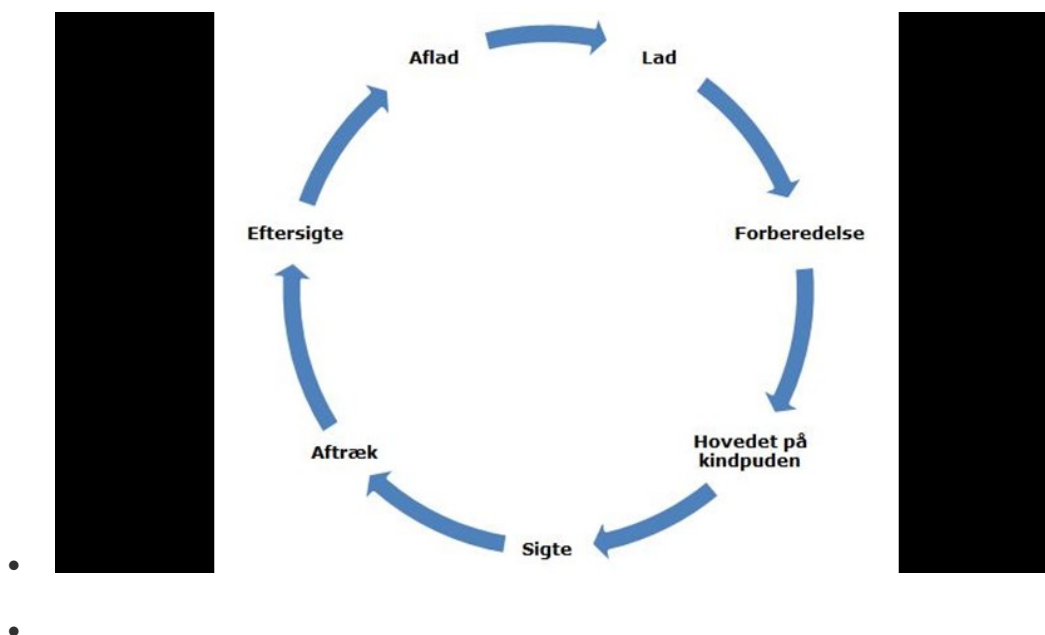 Aflad
Lad
Forberedelse
Hovedet på
kindpuden
Sigte
Aftræk
Eftersigte